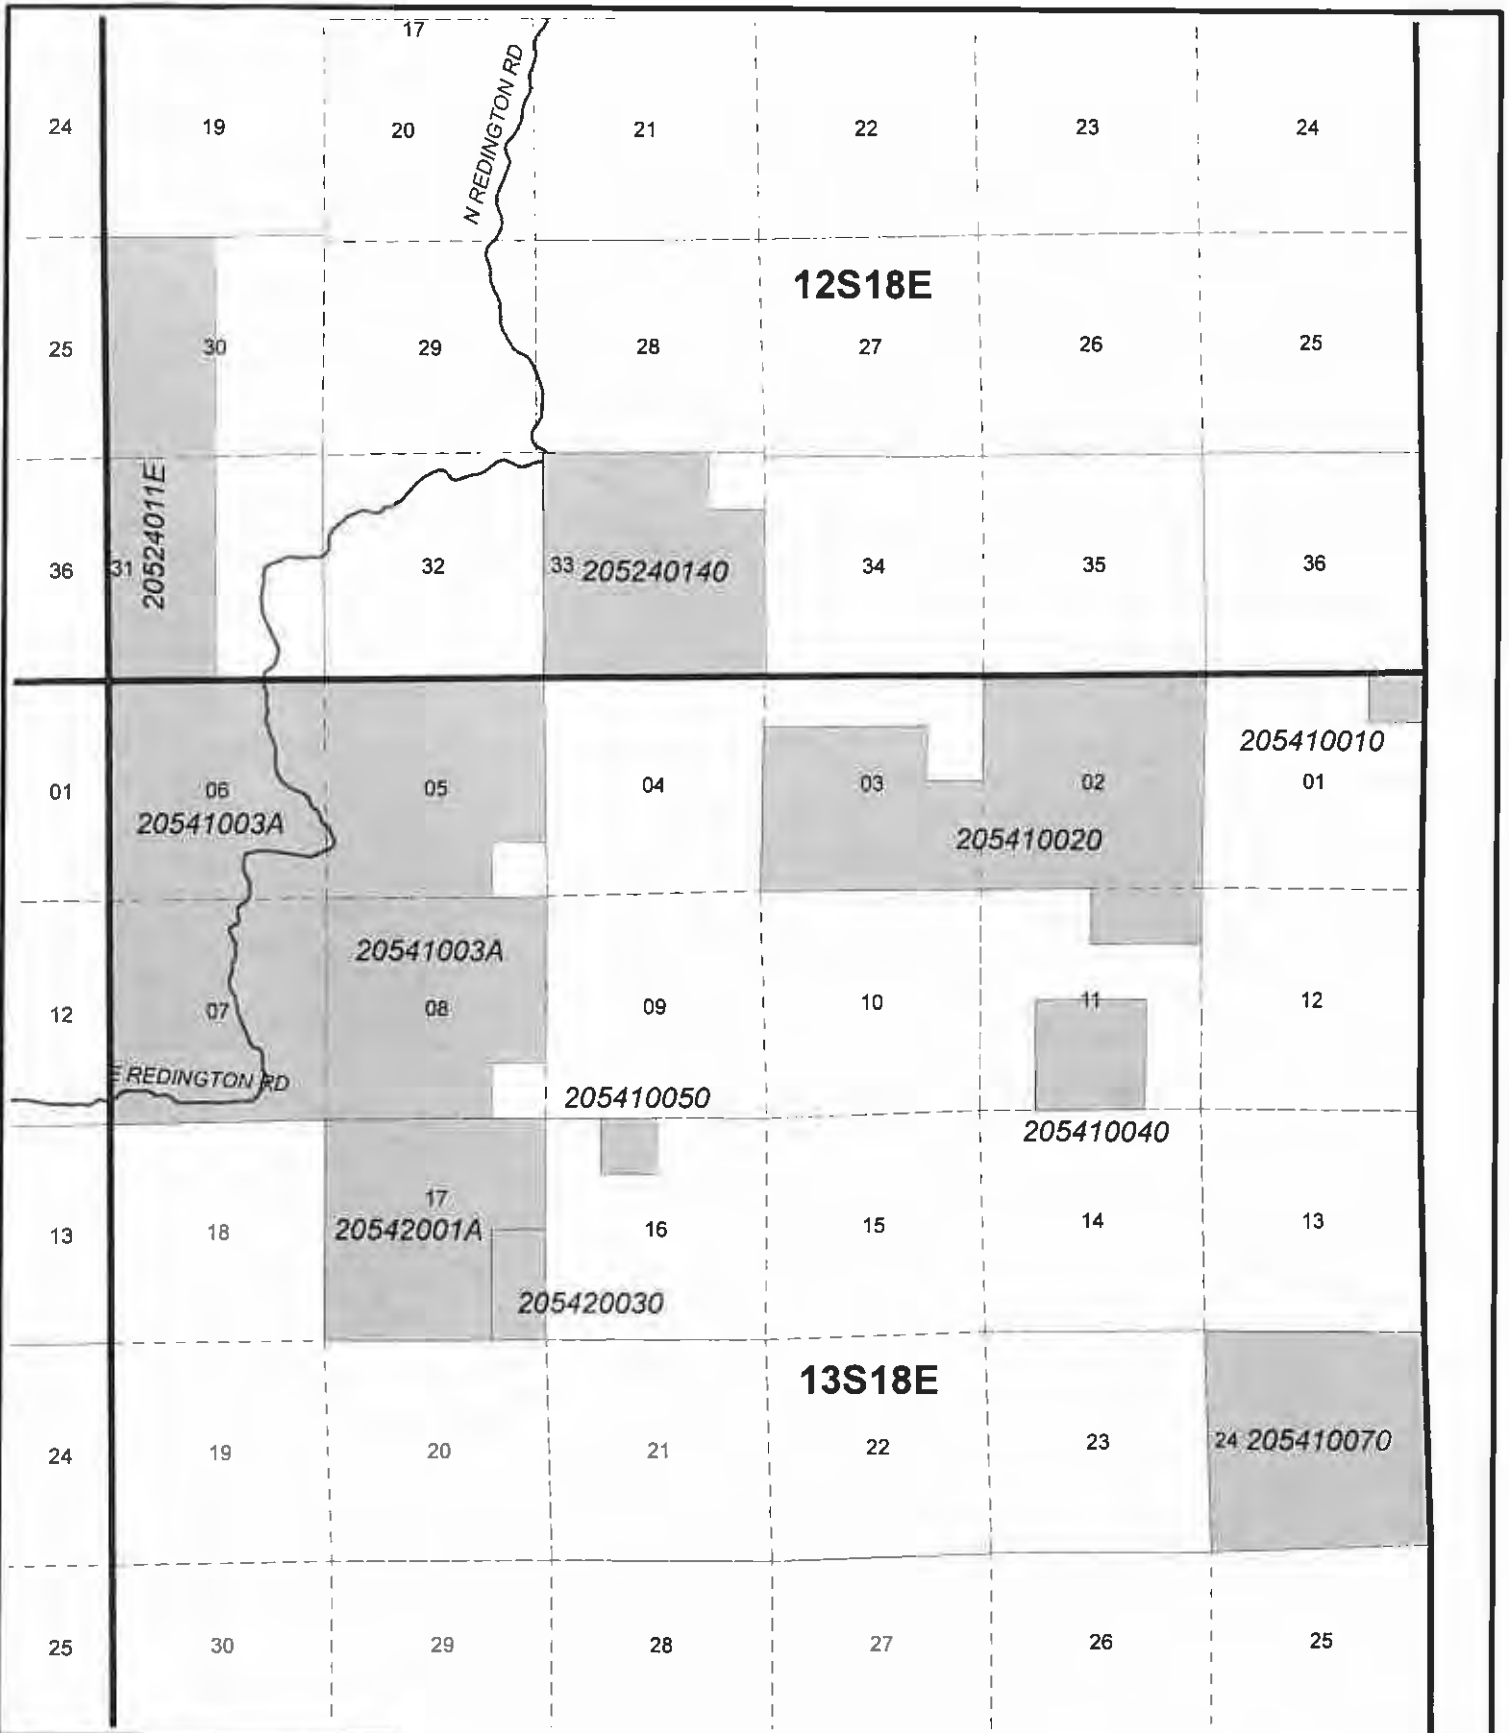 17
N REDINGTON RD
24 19 20 21 22 23 24
12S18E
25 30 29 28 27 26 25
20524011E
36 31 32 33 205240140 34 35 36
205410010
01 06 05 04 03 02 01
20541003A 205410020
20541003A
12 07 08 09 10 11 12
E REDINGTON RD
205410050
205410040
17
13 18 20542001A 16 15 14 13
205420030
13S18E
24 19 20 21 22 23 24 205410070
25 30 29 28 27 26 25